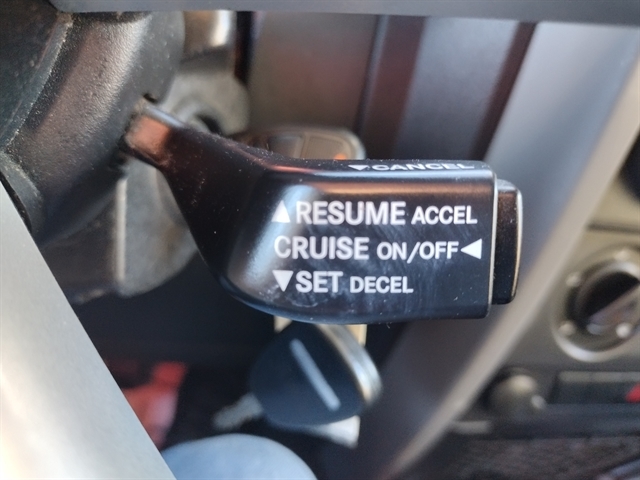 ▼CANCEL
▲RESUME ACCEL
CRUISE ON/OFF◄
▼SET DECEL